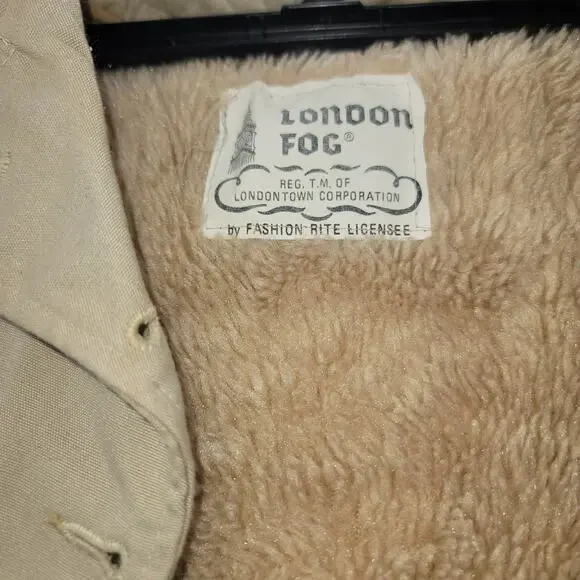 LONDON
FOG®
REG. T.M. OF
LONDONTOWN CORPORATION
by FASHION RITE LICENSEE